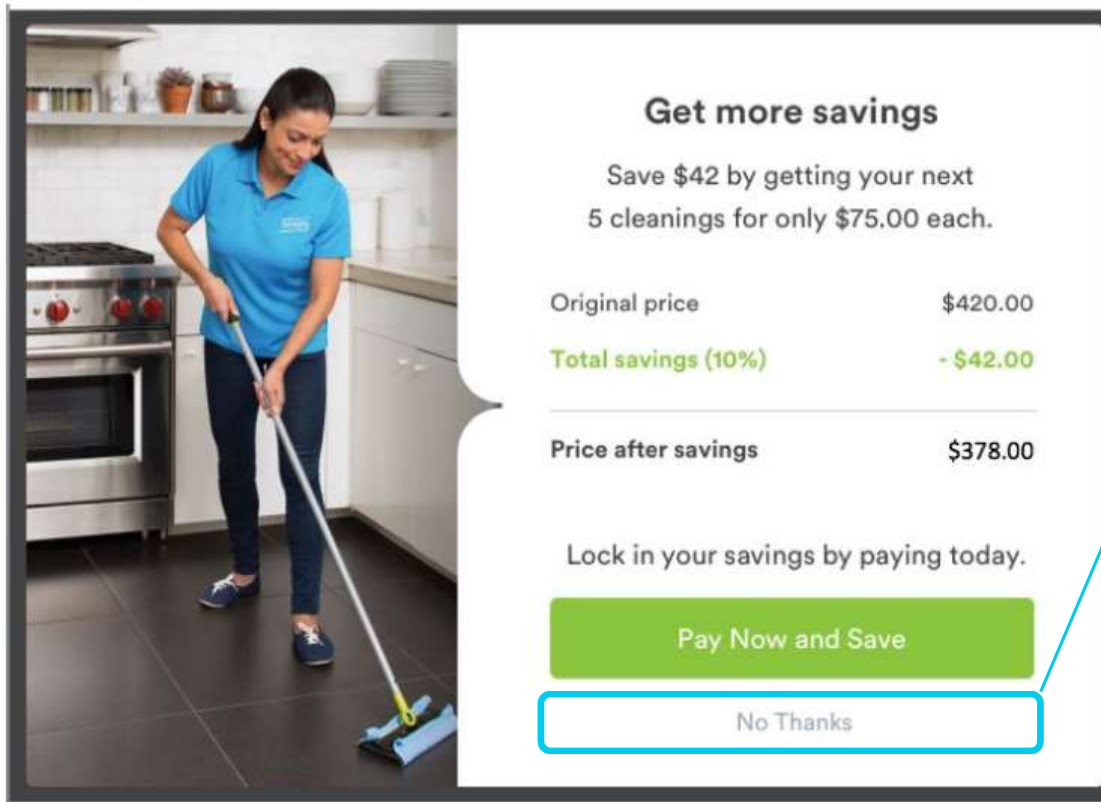 Get more savings
Save $42 by getting your next
5 cleanings for only $75.00 each.
Original price $420.00
Total savings (10%) - $42.00
Price after savings $378.00
Lock in your savings by paying today.
Pay Now and Save
No Thanks